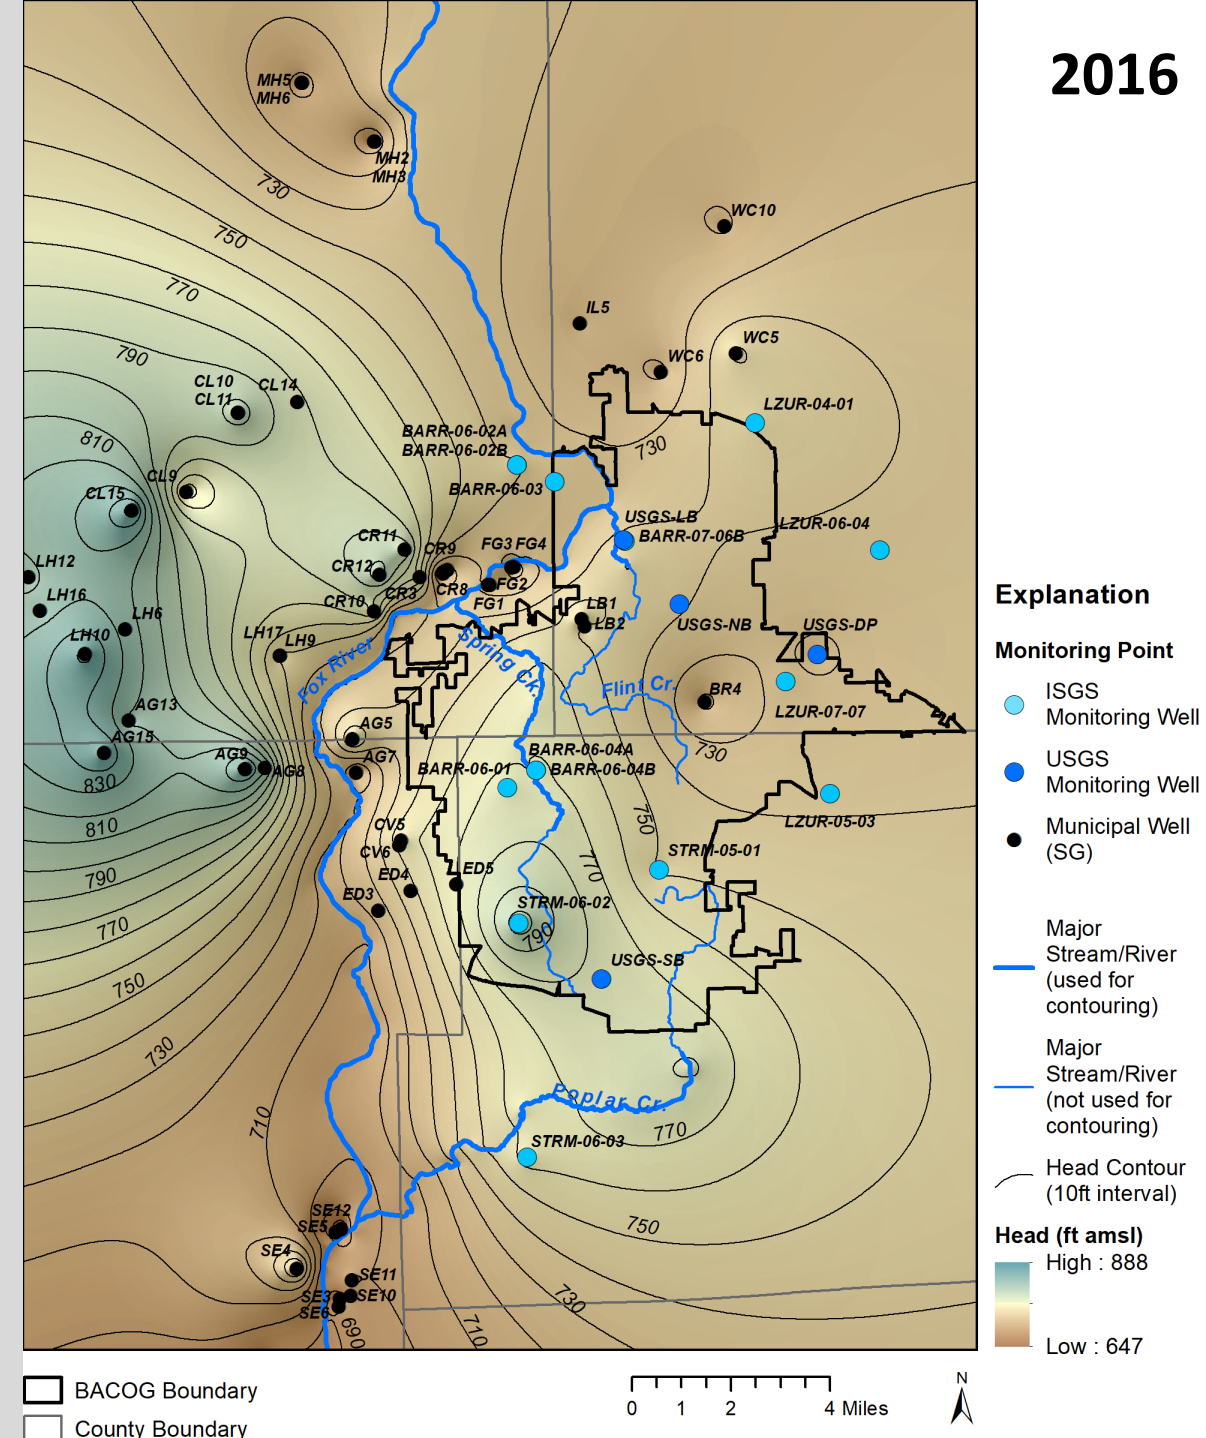 2016
MH5
MH6
MH2
MH3
730
WC10
750
770
IL5
790
WC5
WC6
CL10
CL14
CL11
LZUR-04-01
810
BARR-06-02A
BARR-06-02B
730
CL9
CL15
BARR-06-03
USGS-LB
LZUR-06-04
BARR-07-06B
CR11
CR9
FG3 FG4
LH12
CR12
CR8
FG2
LH16
CR10
CR3
FG1
LB1
LH6
LB2
USGS-NB
USGS-DP
LH10
LH17
LH9
Spring Ck.
Fox River
Flint Cr.
BR4
AG13
AG5
LZUR-07-07
AG15
AG9
AG8
AG7
BARR-06-04A
730
BARR-06-01
BARR-06-04B
830
810
CV5
750
LZUR-05-03
CV6
STRM-05-01
790
ED4
ED5
770
ED3
STRM-06-02
770
790
USGS-SB
750
730
Poplar Cr.
710
770
STRM-06-03
SE12
SE5
750
SE4
SE11
SE3
SE10
SE6
730
690
710
Explanation
Monitoring Point
ISGS
Monitoring Well
USGS
Monitoring Well
Municipal Well
(SG)
Major
Stream/River
(used for
contouring)
Major
Stream/River
(not used for
contouring)
Head Contour
(10ft interval)
Head (ft amsl)
High : 888
Low : 647
BACOG Boundary
County Boundary
0 1 2 4 Miles
N